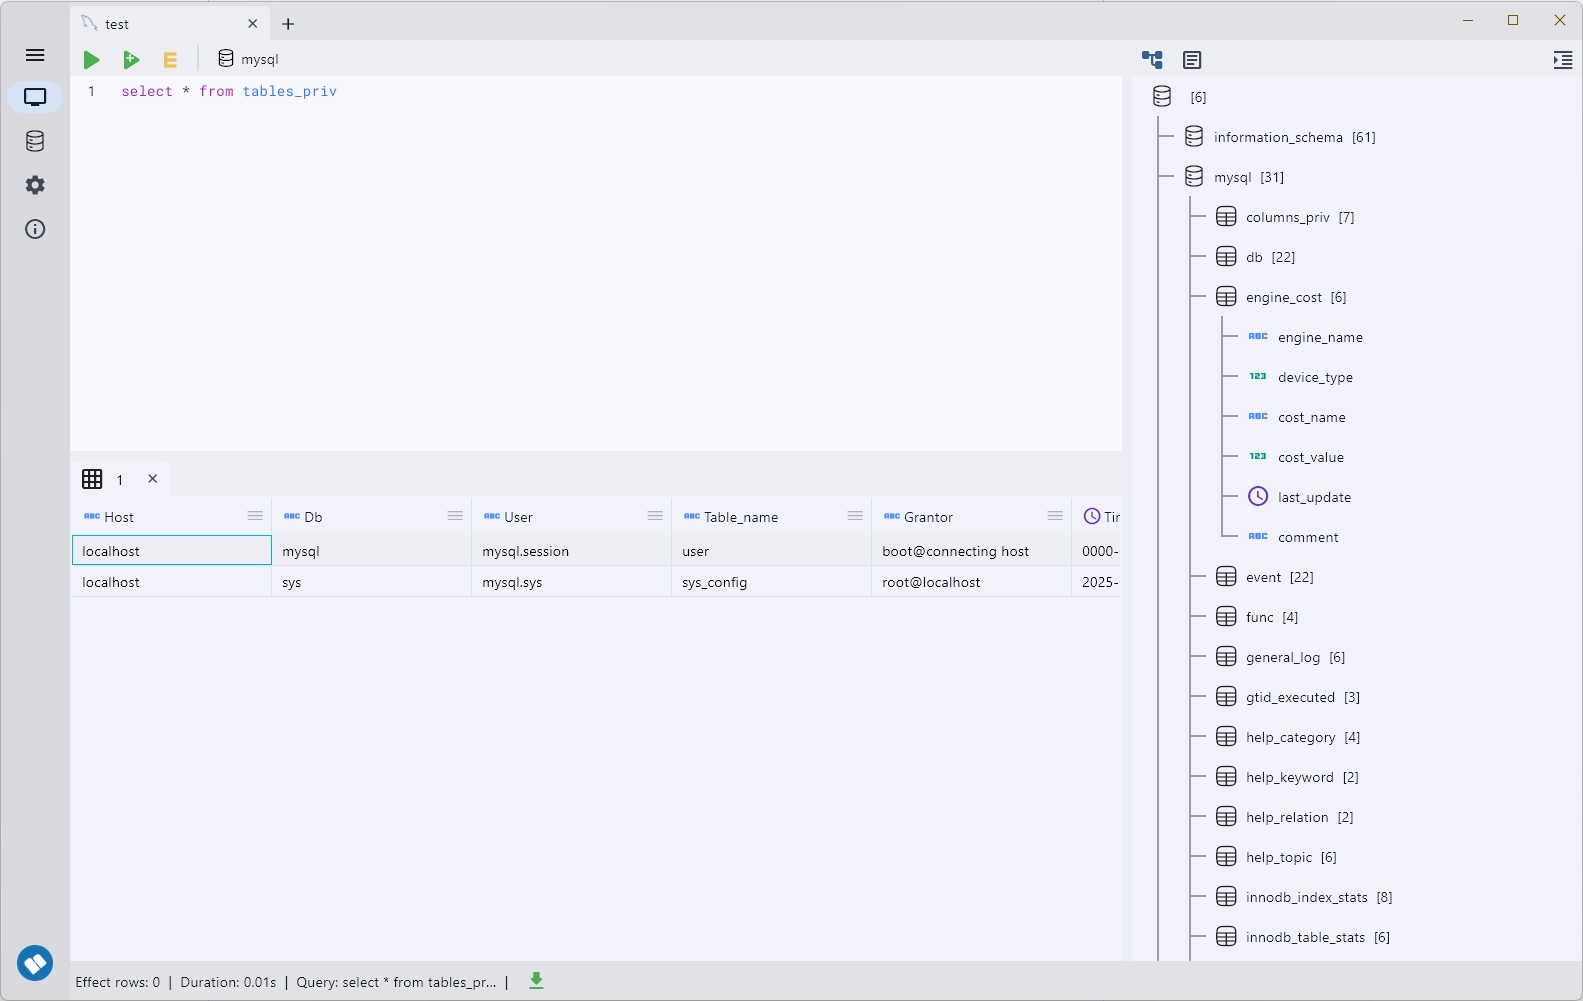 test
mysql
1 select * from tables_priv
1
ABC Host ABC Db ABC User ABC Table_name ABC Grantor Tir
localhost mysql mysql.session user boot@connecting host 0000-
localhost sys mysql.sys sys_config root@localhost 2025-
Effect rows: 0 | Duration: 0.01s | Query: select * from tables_pr... |
[6]
information_schema [61]
mysql [31]
columns_priv [7]
db [22]
engine_cost [6]
ABC engine_name
123 device_type
ABC cost_name
123 cost_value
last_update
ABC comment
event [22]
func [4]
general_log [6]
gtid_executed [3]
help_category [4]
help_keyword [2]
help_relation [2]
help_topic [6]
innodb_index_stats [8]
innodb_table_stats [6]